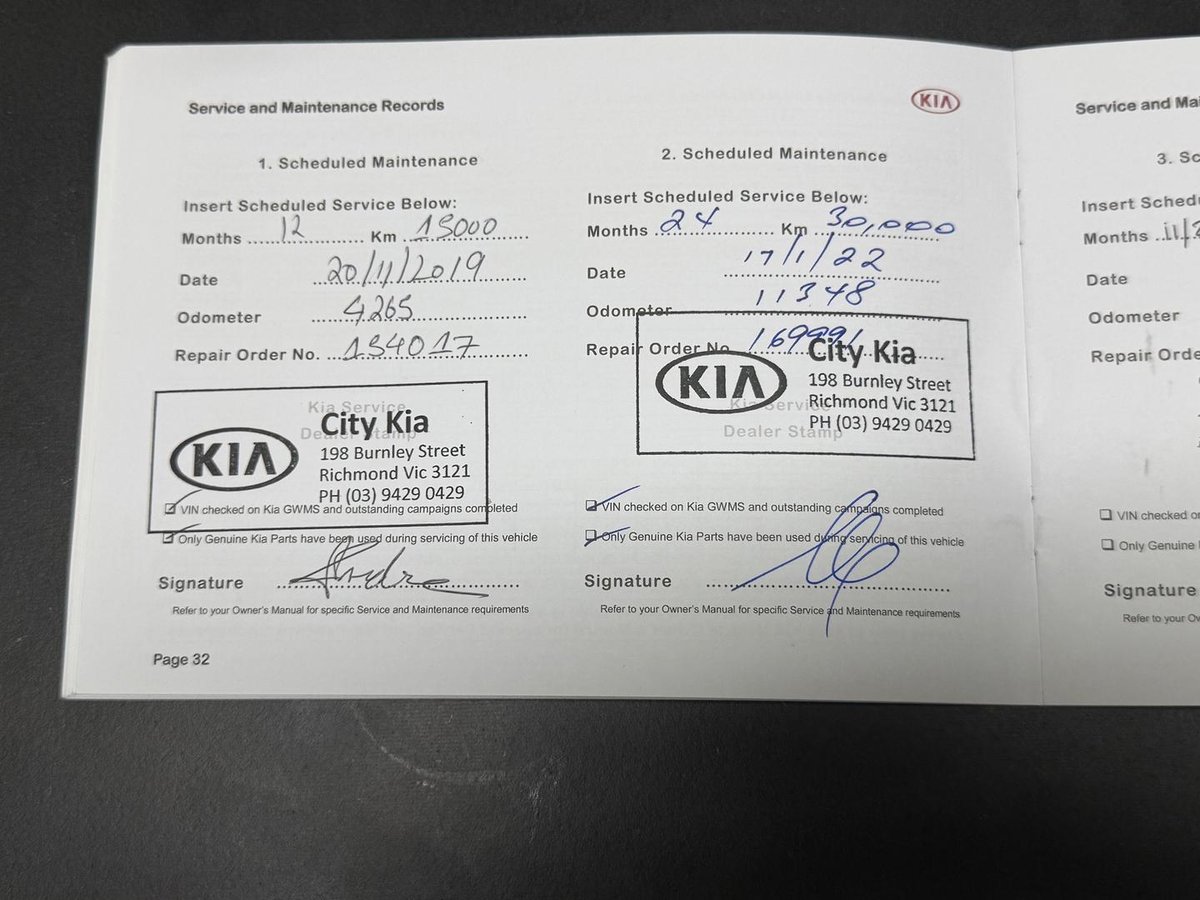 Service and Maintenance Records
1. Scheduled Maintenance
Insert Scheduled Service Below:
Months 12 Km 15000
Date 20/11/2019
Odometer 4265
Repair Order No. 154017
Kia Service
Dealer Stamp
KIA
City Kia
198 Burnley Street
Richmond Vic 3121
PH (03) 9429 0429
VIN checked on Kia GWMS and outstanding campaigns completed
Only Genuine Kia Parts have been used during servicing of this vehicle
Signature
Refer to your Owner's Manual for specific Service and Maintenance requirements
Page 32
KIA
2. Scheduled Maintenance
Insert Scheduled Service Below:
Months 24 Km 30,000
Date 17/1/22
Odometer 11348
Repair Order No 169991
KIA
City Kia
198 Burnley Street
Richmond Vic 3121
PH (03) 9429 0429
Kia Service
Dealer Stamp
VIN checked on Kia GWMS and outstanding campaigns completed
Only Genuine Kia Parts have been used during servicing of this vehicle
Signature
Refer to your Owner's Manual for specific Service and Maintenance requirements
Service and Mai
3. Sc
Insert Schedu
Months
Date
Odometer
Repair Orde
VIN checked o
Only Genuine
Signature
Refer to your Ow